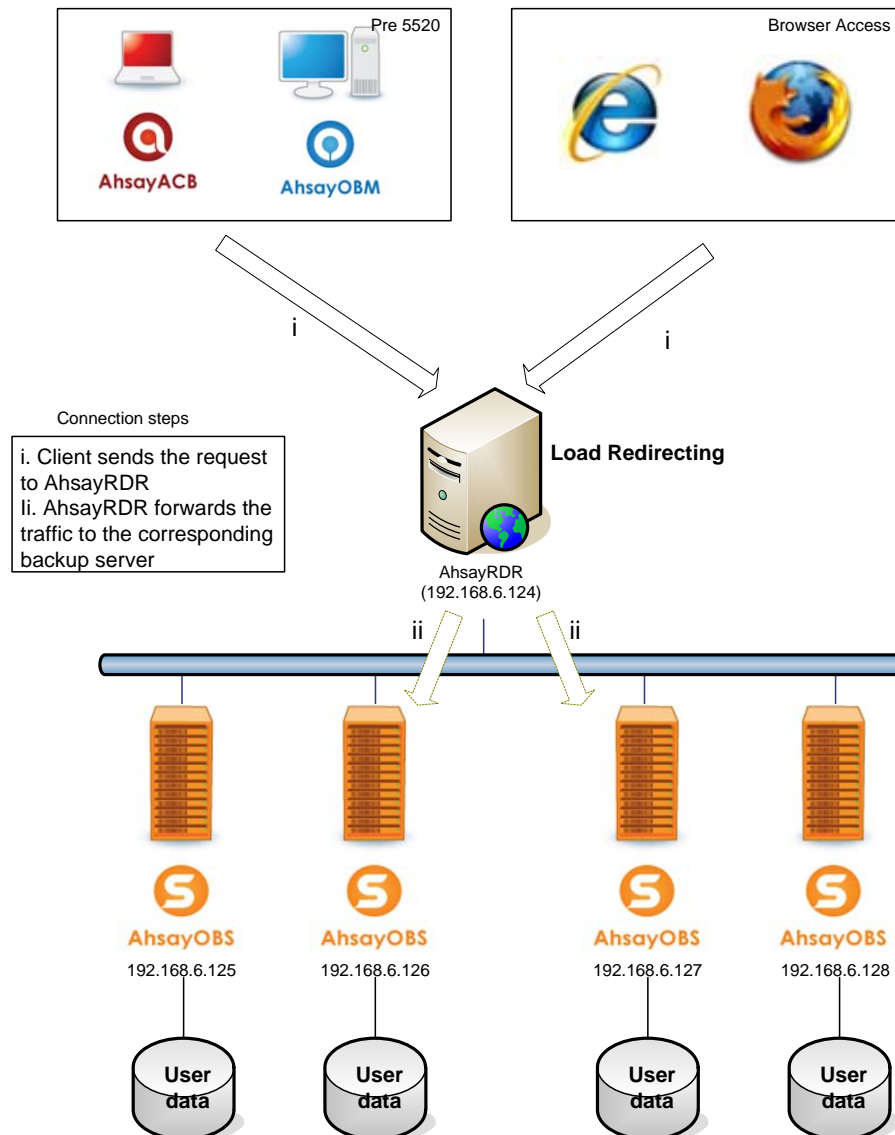 Pre 5520
Browser Access
AhsayACB
AhsayOBM
i
i
Connection steps
i. Client sends the request
to AhsayRDR
Ii. AhsayRDR forwards the
traffic to the corresponding
backup server
Load Redirecting
AhsayRDR
(192.168.6.124)
ii
ii
AhsayOBS
AhsayOBS
AhsayOBS
AhsayOBS
192.168.6.125
192.168.6.126
192.168.6.127
192.168.6.128
User
data
User
data
User
data
User
data